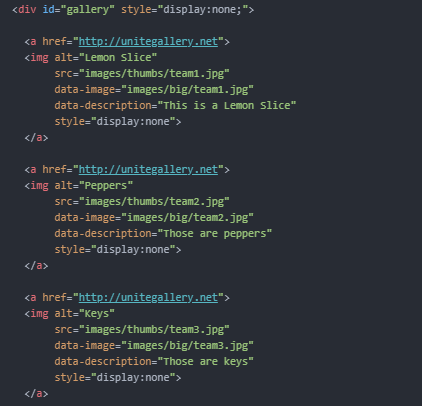 <div id="gallery" style="display:none;">
<a href="http://unitegallery.net">
<img alt="Lemon Slice"
src="images/thumbs/team1.jpg"
data-image="images/big/team1.jpg"
data-description="This is a Lemon Slice"
style="display:none">
</a>
<a href="http://unitegallery.net">
<img alt="Peppers"
src="images/thumbs/team2.jpg"
data-image="images/big/team2.jpg"
data-description="Those are peppers"
style="display:none">
</a>
<a href="http://unitegallery.net">
<img alt="Keys"
src="images/thumbs/team3.jpg"
data-image="images/big/team3.jpg"
data-description="Those are keys"
style="display:none">
</a>